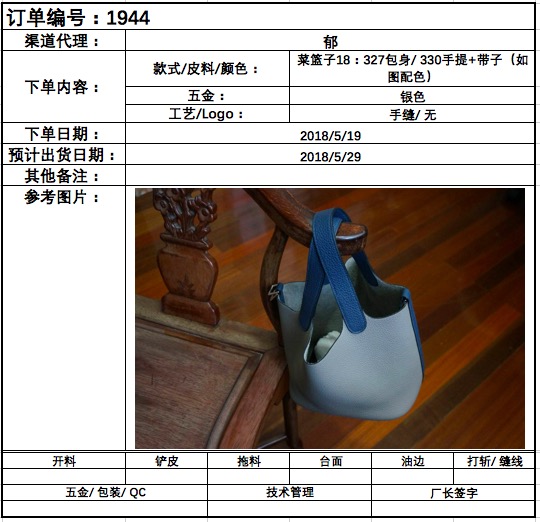 订单编号：1944
渠道代理： 郁
下单内容： 款式/皮料/颜色： 菜篮子18：327包身/ 330手提+带子（如
图配色）
五金： 银色
工艺/Logo： 手缝/ 无
下单日期： 2018/5/19
预计出货日期： 2018/5/29
其他备注：
参考图片：
开料 铲皮 拖料 台面 油边 打斩/ 缝线
五金/ 包装/ QC 技术管理 厂长签字